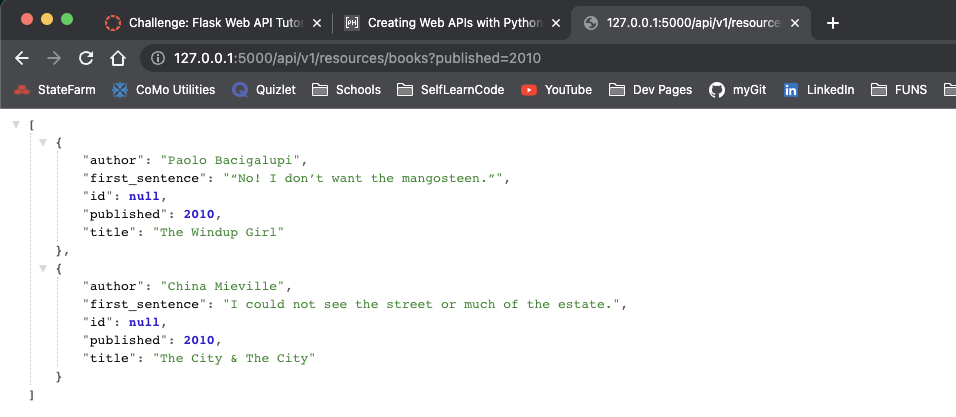 Challenge: Flask Web API Tutor
Creating Web APIs with Python
127.0.0.1:5000/api/v1/resource
127.0.0.1:5000/api/v1/resources/books?published=2010
StateFarm
CoMo Utilities
Quizlet
Schools
SelfLearnCode
YouTube
Dev Pages
myGit
LinkedIn
FUNS
[
{
"author": "Paolo Bacigalupi",
"first_sentence": "“No! I don’t want the mangosteen.”",
"id": null,
"published": 2010,
"title": "The Windup Girl"
},
{
"author": "China Mieville",
"first_sentence": "I could not see the street or much of the estate.",
"id": null,
"published": 2010,
"title": "The City & The City"
}
]